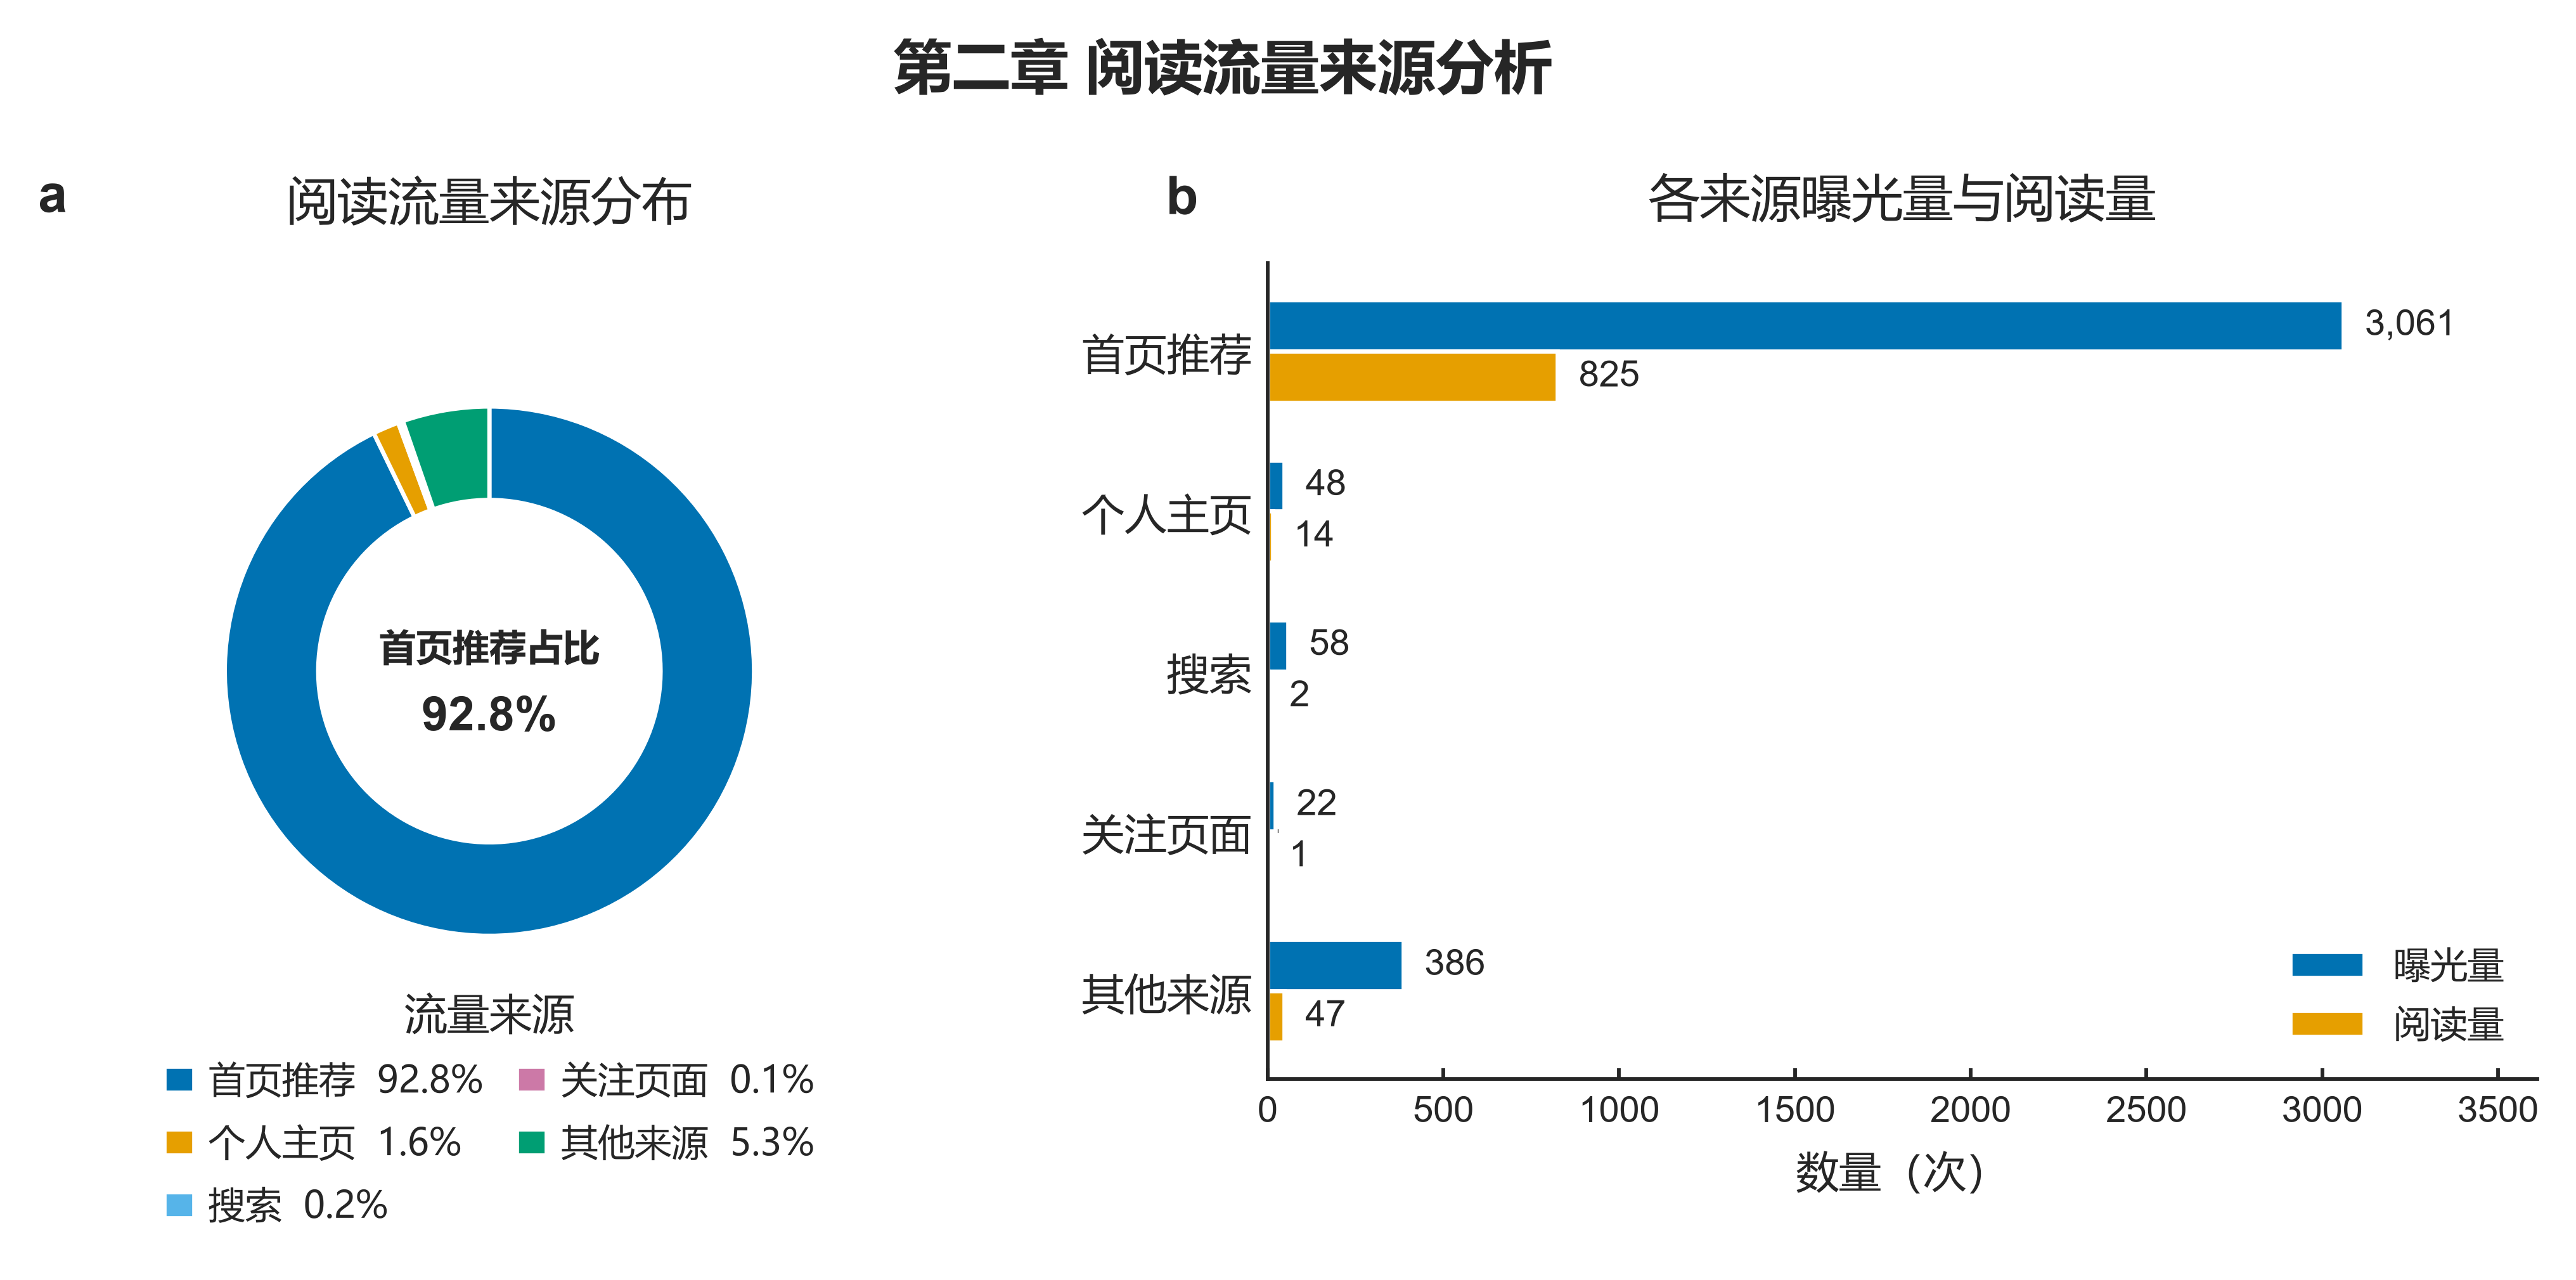 第二章 阅读流量来源分析
a
阅读流量来源分布
首页推荐占比
92.8%
流量来源
首页推荐 92.8%
个人主页 1.6%
搜索 0.2%
关注页面 0.1%
其他来源 5.3%
b
各来源曝光量与阅读量
首页推荐
3,061
825
个人主页
48
14
搜索
58
2
关注页面
22
1
其他来源
386
47
曝光量
阅读量
0 500 1000 1500 2000 2500 3000 3500
数量（次）